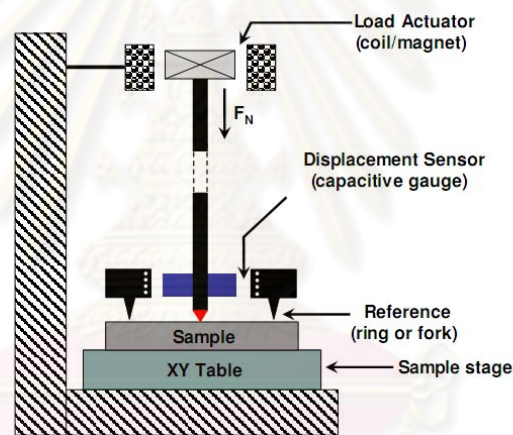 Load Actuator
(coil/magnet)
F_N
Displacement Sensor
(capacitive gauge)
Reference
(ring or fork)
Sample
XY Table
Sample stage